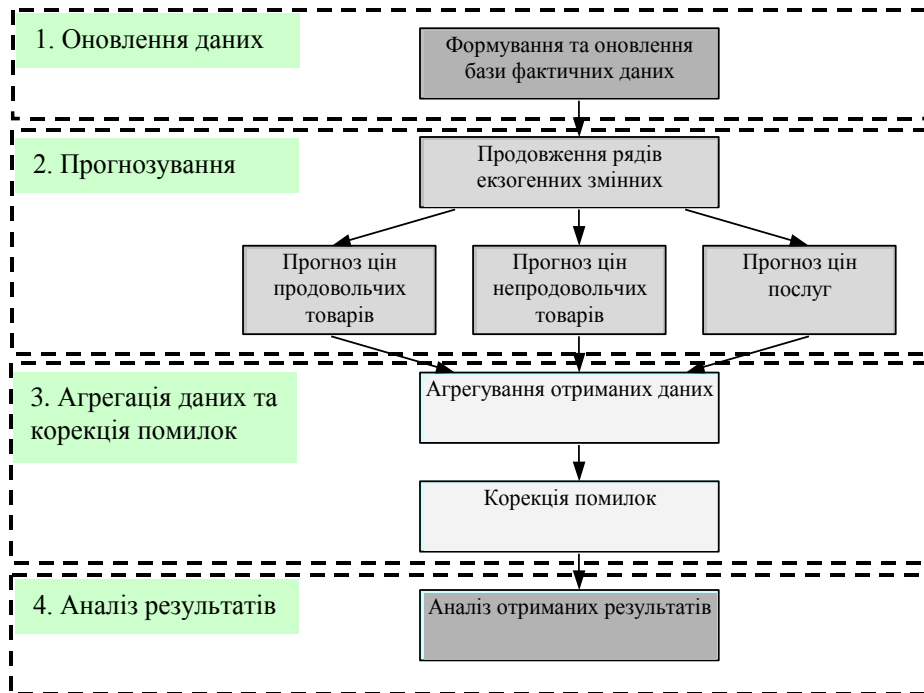 1. Оновлення даних
Формування та оновлення
бази фактичних даних
2. Прогнозування
Продовження рядів
екзогенних змінних
Прогноз цін
продовольчих
товарів
Прогноз цін
непродовольчих
товарів
Прогноз цін
послуг
3. Агрегація даних та
корекція помилок
Агрегування отриманих даних
Корекція помилок
4. Аналіз результатів
Аналіз отриманих результатів